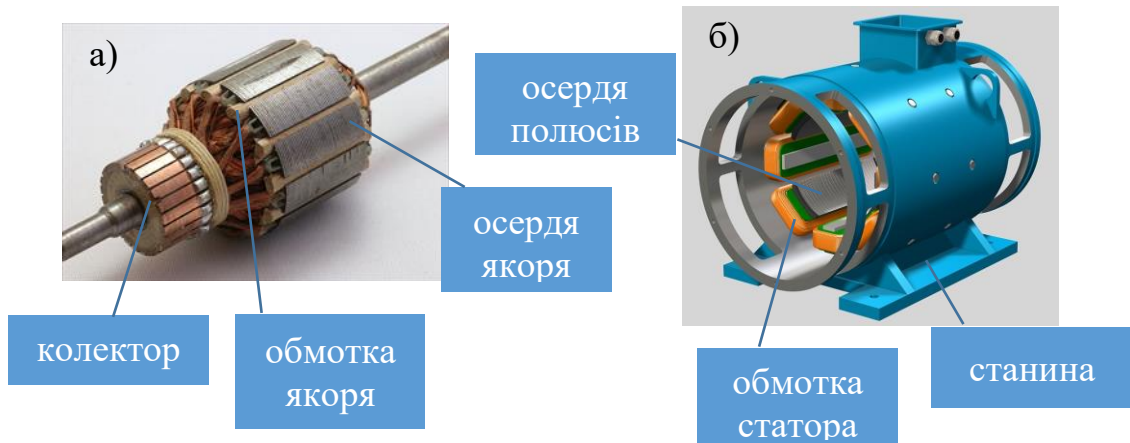 а)
колектор
обмотка
якоря
осердя
якоря
б)
осердя
полюсів
обмотка
статора
станина